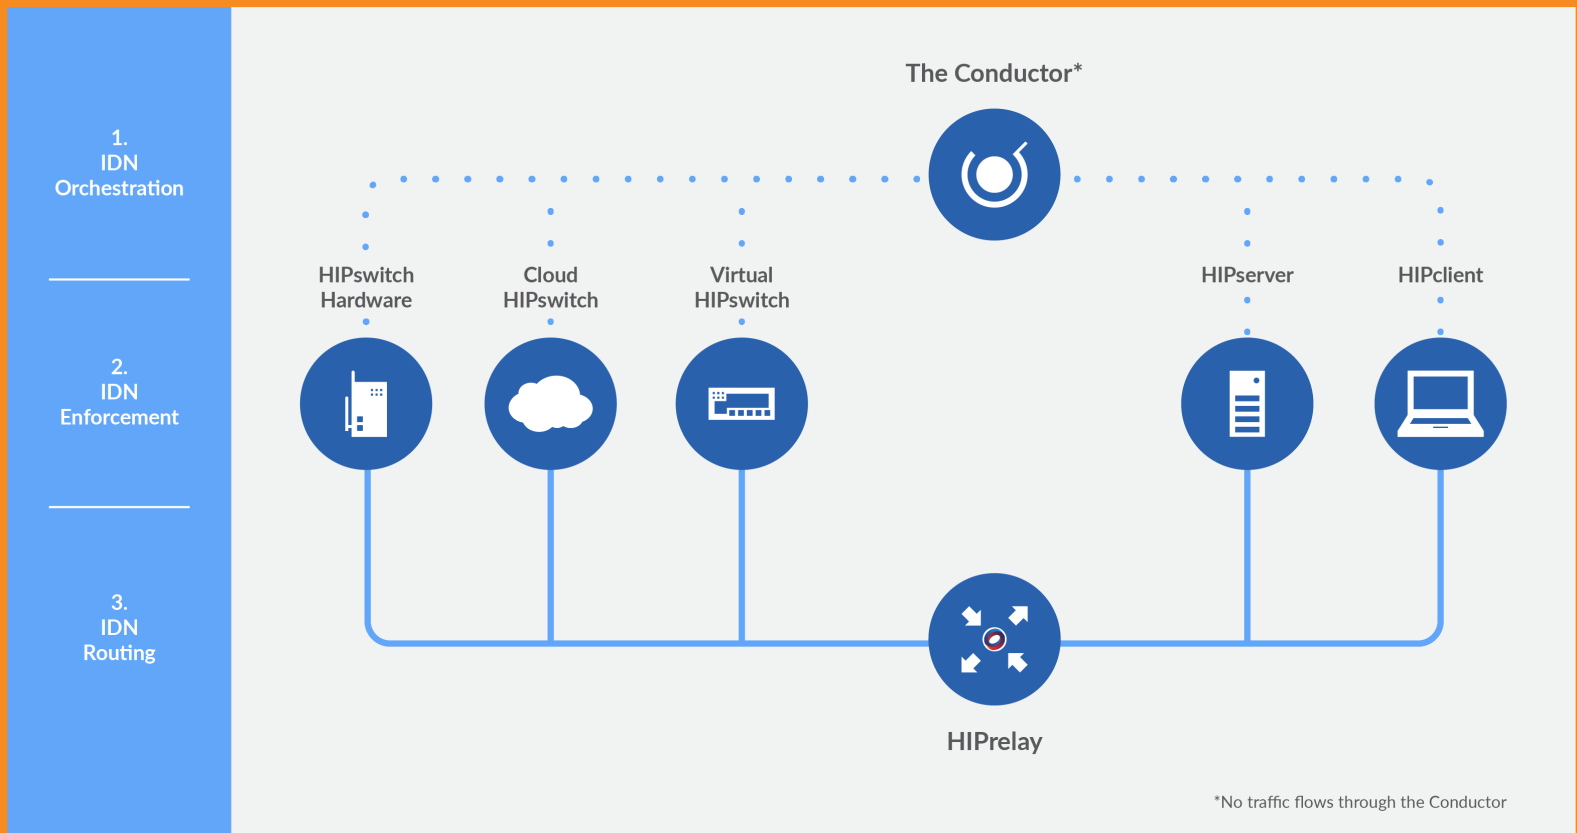 1.
IDN
Orchestration
2.
IDN
Enforcement
3.
IDN
Routing
The Conductor*
HIPswitch
Hardware
Cloud
HIPswitch
Virtual
HIPswitch
HIPserver
HIPclient
HIPrelay
*No traffic flows through the Conductor